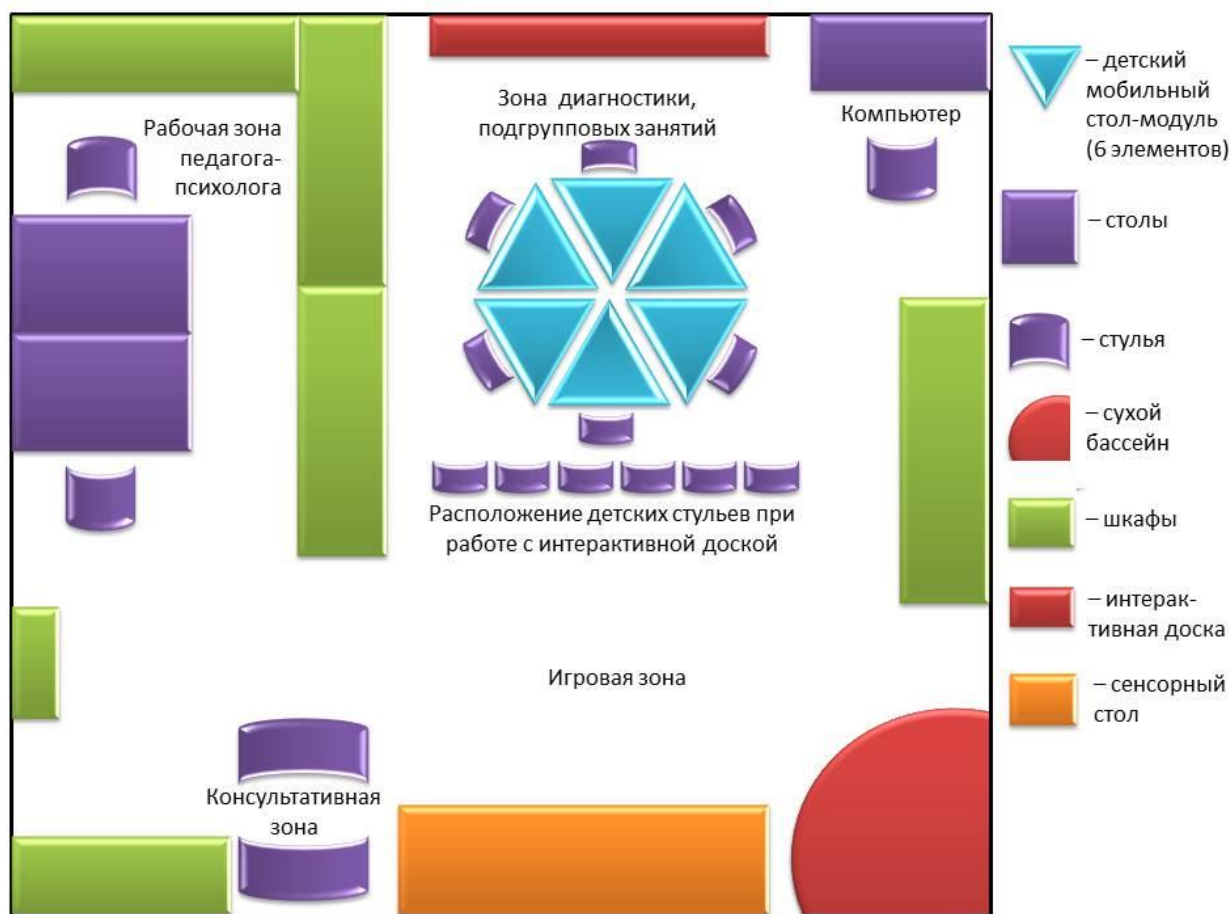 Зона диагностики,
подгрупповых занятий
Рабочая зона
педагога-
психолога
Компьютер
Расположение детских стульев при
работе с интерактивной доской
Игровая зона
Консультативная
зона
– детский
мобильный
стол-модуль
(6 элементов)
– столы
– стулья
– сухой
бассейн
– шкафы
– интерак-
тивная доска
– сенсорный
стол